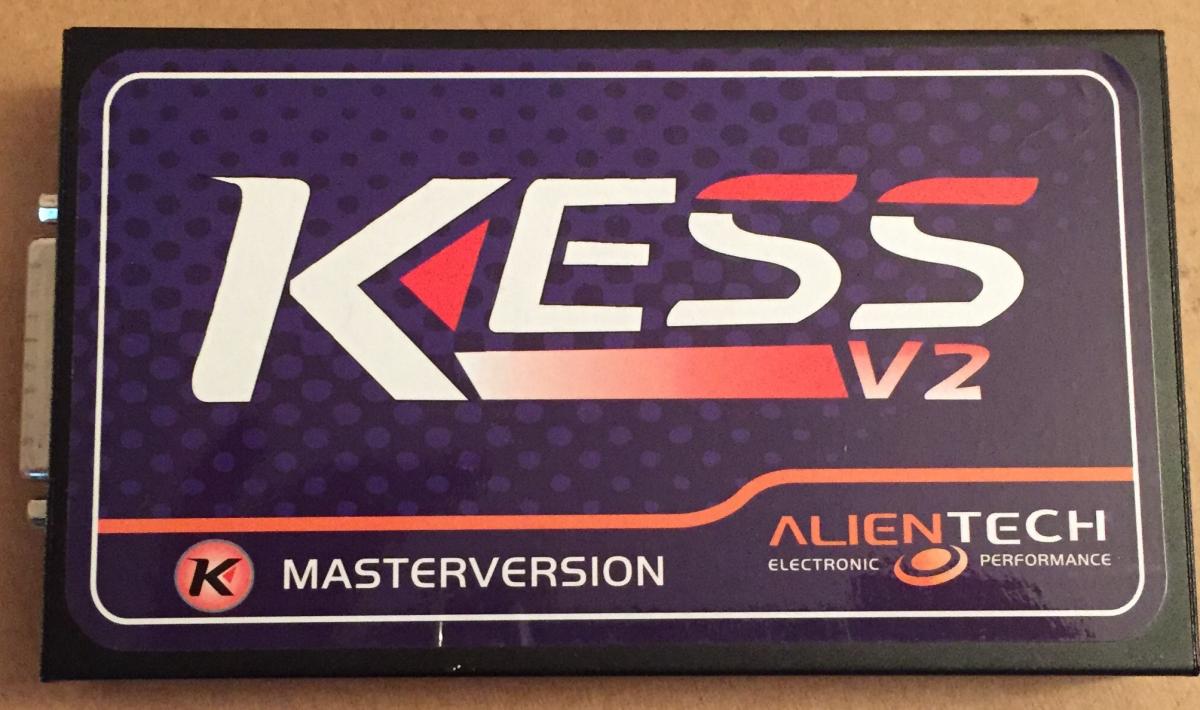 KESS
V2
ALIENTECH
ELECTRONIC PERFORMANCE
K MASTERVERSION